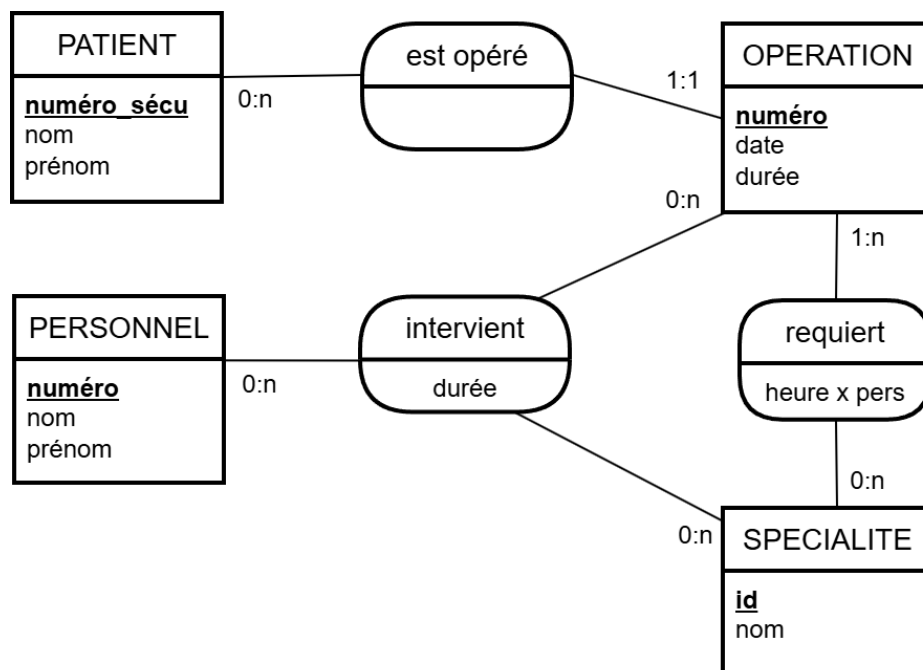 PATIENT
numéro_sécu
nom
prénom
0:n
est opéré
1:1
OPERATION
numéro
date
durée
0:n
1:n
PERSONNEL
numéro
nom
prénom
0:n
intervient
durée
requiert
heure x pers
0:n
0:n
SPECIALITE
id
nom